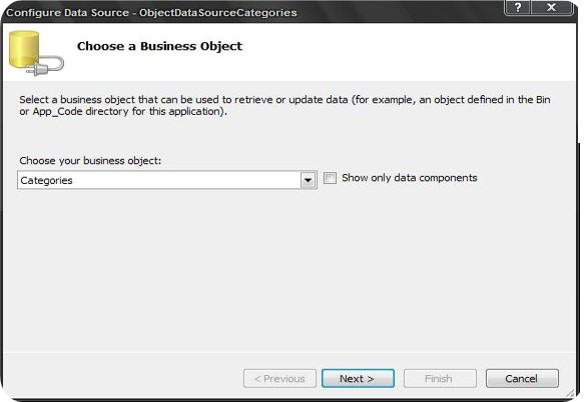 Configure Data Source - ObjectDataSourceCategories
Choose a Business Object
Select a business object that can be used to retrieve or update data (for example, an object defined in the Bin
or App_Code directory for this application).
Choose your business object:
Categories
Show only data components
< Previous
Next >
Finish
Cancel